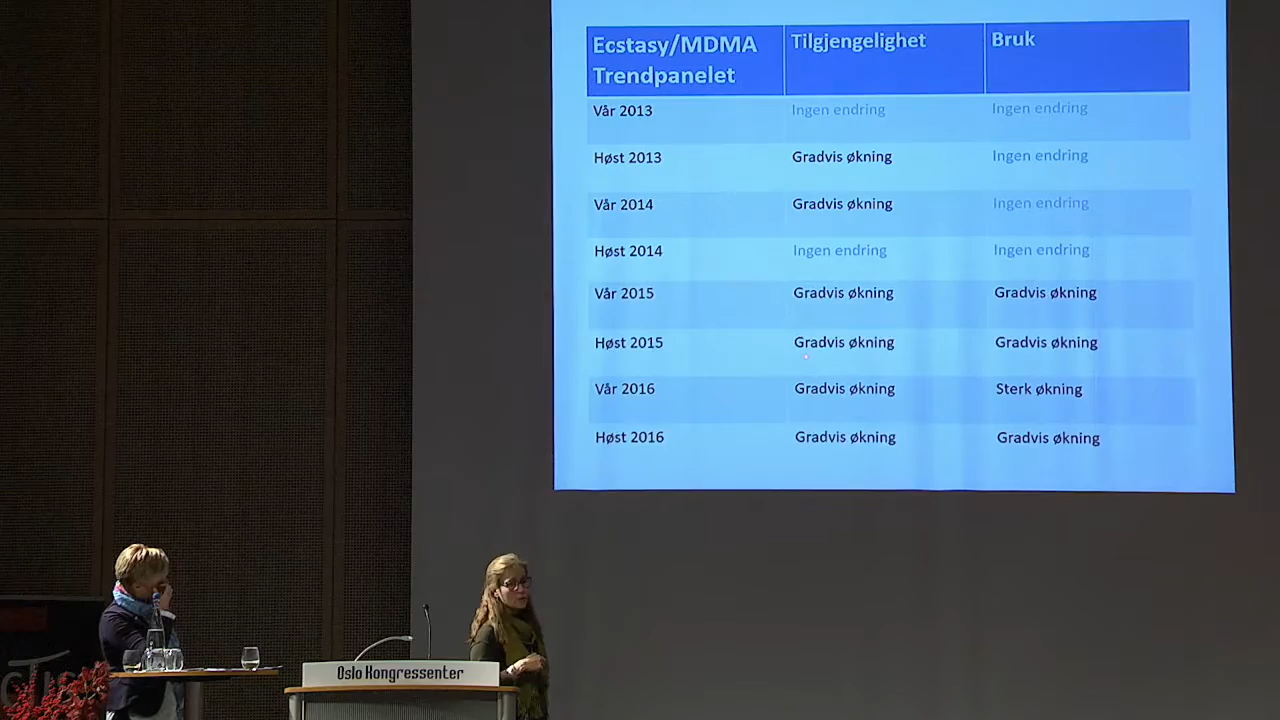 Ecstasy/MDMA Tilgjengelighet Bruk
Trendpanelet
Vår 2013 Ingen endring Ingen endring
Høst 2013 Gradvis økning Ingen endring
Vår 2014 Gradvis økning Ingen endring
Høst 2014 Ingen endring Ingen endring
Vår 2015 Gradvis økning Gradvis økning
Høst 2015 Gradvis økning Gradvis økning
Vår 2016 Gradvis økning Sterk økning
Høst 2016 Gradvis økning Gradvis økning
Oslo Kongressenter